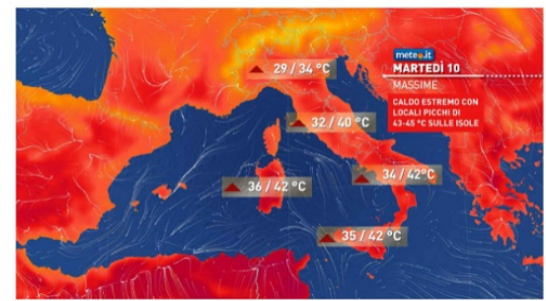 meteo.it
29 / 34 °C
MARTEDÌ 10
MASSIME
CALDO ESTREMO CON
LOCALI PICCHI DI
43-45 °C SULLE ISOLE
32 / 40 °C
34 / 42°C
36 / 42 °C
35 / 42 °C